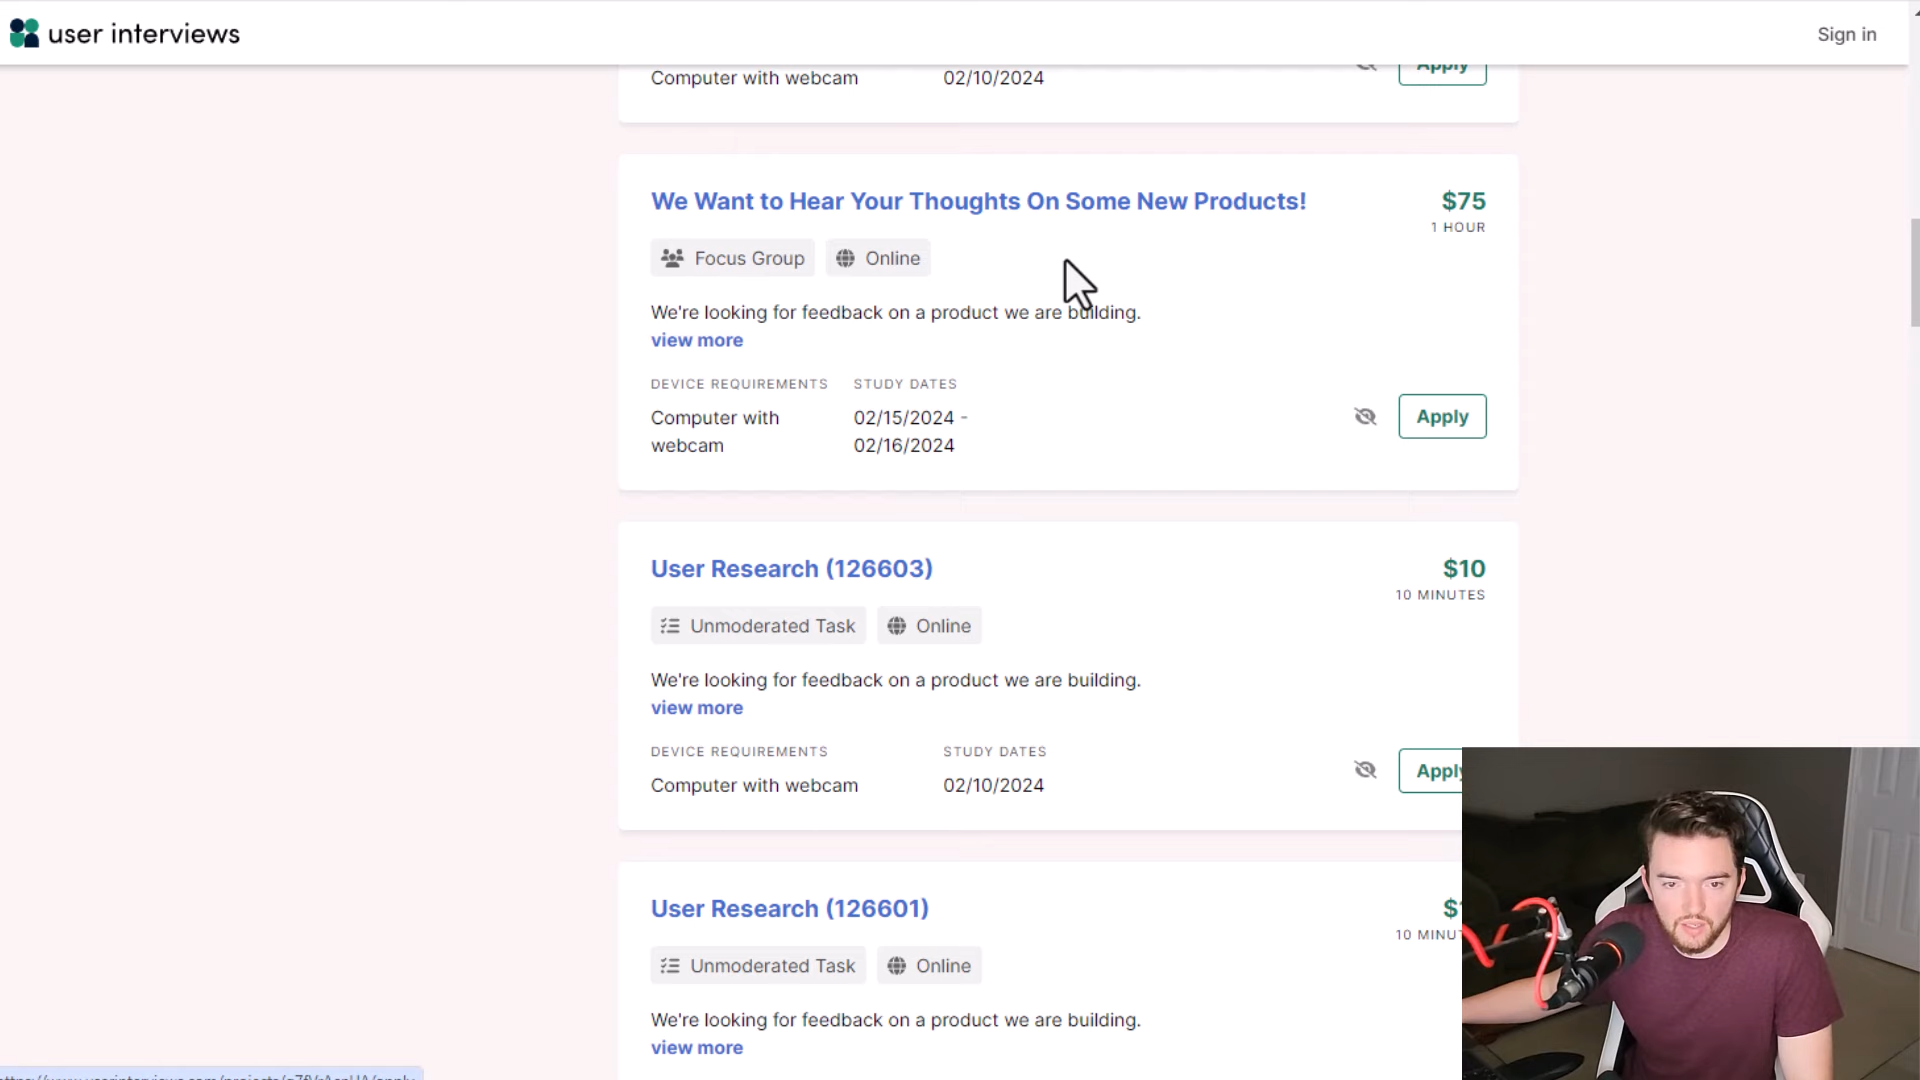 user interviews
Sign in
Computer with webcam 02/10/2024
Apply
We Want to Hear Your Thoughts On Some New Products!
$75
1 HOUR
Focus Group Online
We're looking for feedback on a product we are building.
view more
DEVICE REQUIREMENTS STUDY DATES
Computer with 02/15/2024 -
webcam 02/16/2024
Apply
User Research (126603)
$10
10 MINUTES
Unmoderated Task Online
We're looking for feedback on a product we are building.
view more
DEVICE REQUIREMENTS STUDY DATES
Computer with webcam 02/10/2024
Apply
User Research (126601)
10
Unmoderated Task Online
We're looking for feedback on a product we are building.
view more